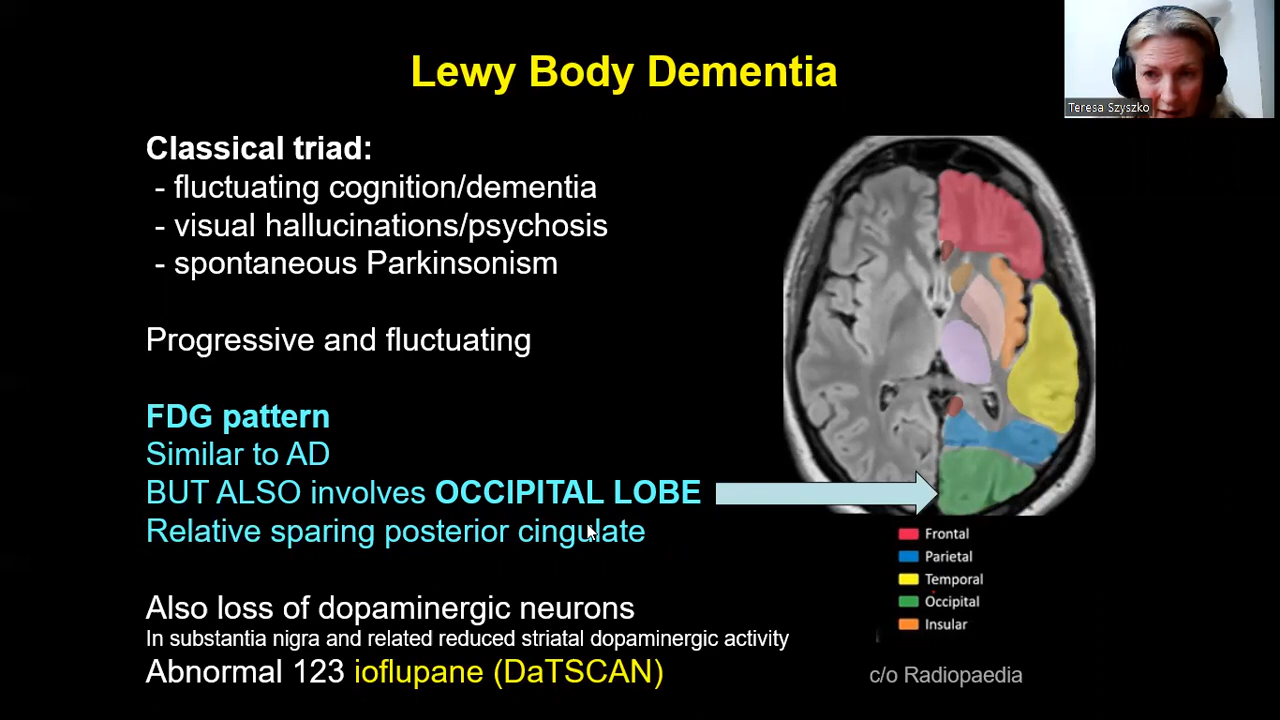 Lewy Body Dementia
Teresa Szyszko
Classical triad:
- fluctuating cognition/dementia
- visual hallucinations/psychosis
- spontaneous Parkinsonism
Progressive and fluctuating
FDG pattern
Similar to AD
BUT ALSO involves OCCIPITAL LOBE
Relative sparing posterior cingulate
Also loss of dopaminergic neurons
In substantia nigra and related reduced striatal dopaminergic activity
Abnormal 123 ioflupane (DaTSCAN)
Frontal
Parietal
Temporal
Occipital
Insular
c/o Radiopaedia